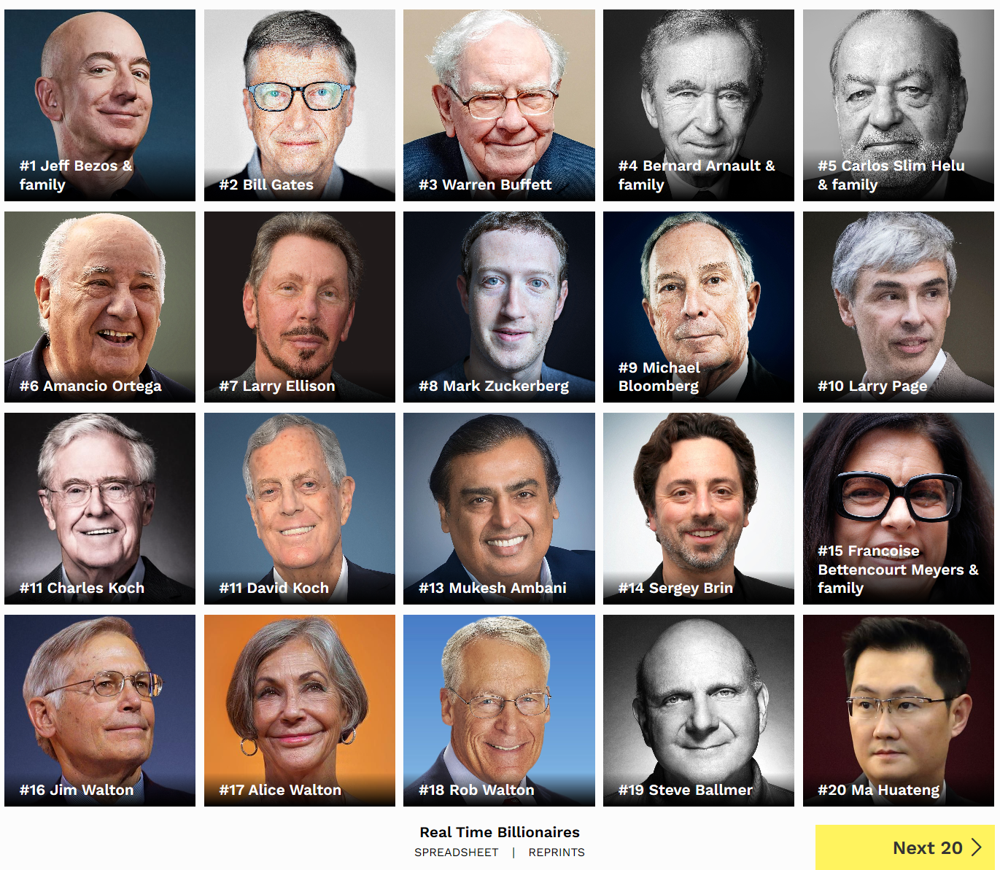 #1 Jeff Bezos &
family
#2 Bill Gates
#3 Warren Buffett
#4 Bernard Arnault &
family
#5 Carlos Slim Helu
& family
#6 Amancio Ortega
#7 Larry Ellison
#8 Mark Zuckerberg
#9 Michael
Bloomberg
#10 Larry Page
#11 Charles Koch
#11 David Koch
#13 Mukesh Ambani
#14 Sergey Brin
#15 Francoise
Bettencourt Meyers &
family
#16 Jim Walton
#17 Alice Walton
#18 Rob Walton
#19 Steve Ballmer
#20 Ma Huateng
Real Time Billionaires
SPREADSHEET | REPRINTS
Next 20